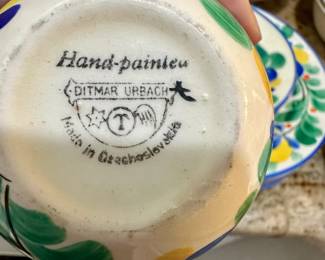 Hand-painted
DITMAR URBACH
T
Made in Czechoslovakia